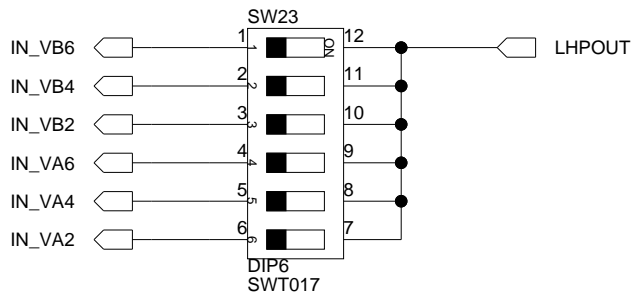 SW23
IN_VB6 1 1 ON 12 LHPOUT
IN_VB4 2 2 11
IN_VB2 3 3 10
IN_VA6 4 4 9
IN_VA4 5 5 8
IN_VA2 6 6 7
DIP6
SWT017